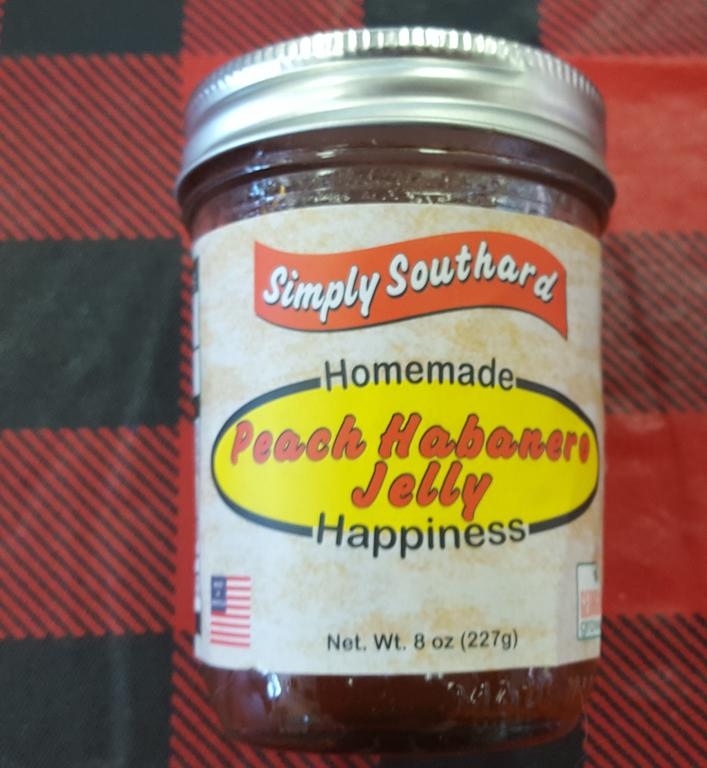 Simply Southard
Homemade
Peach Habanero
Jelly
Happiness
Net. Wt. 8 oz (227g)